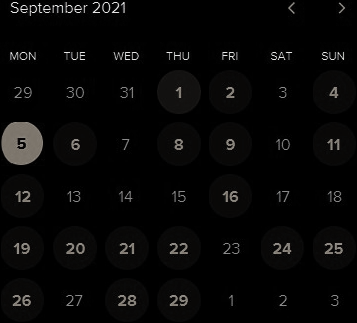 September 2021
MON TUE WED THU FRI SAT SUN
29 30 31 1 2 3 4
5 6 7 8 9 10 11
12 13 14 15 16 17 18
19 20 21 22 23 24 25
26 27 28 29 1 2 3